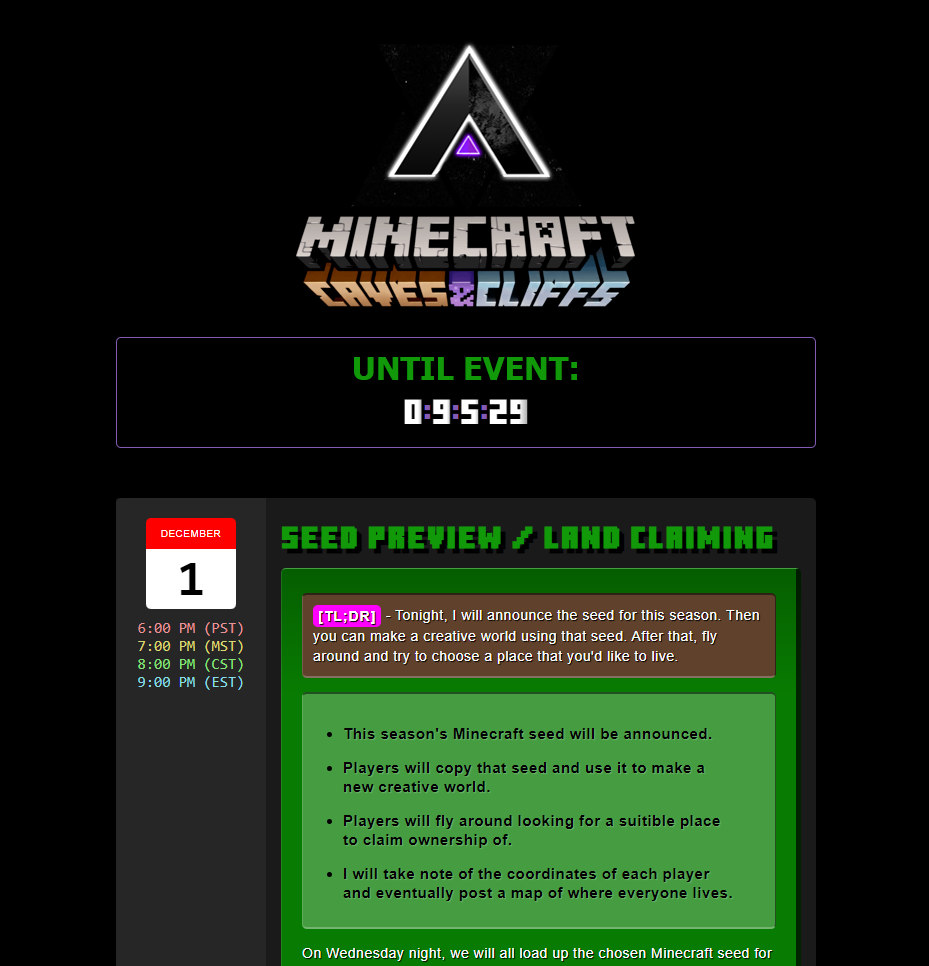 MINECRAFT
CAVES & CLIFFS
UNTIL EVENT:
0:9:5:29
DECEMBER
1
6:00 PM (PST)
7:00 PM (MST)
8:00 PM (CST)
9:00 PM (EST)
SEED PREVIEW / LAND CLAIMING
[TL;DR] - Tonight, I will announce the seed for this season. Then
you can make a creative world using that seed. After that, fly
around and try to choose a place that you'd like to live.
• This season's Minecraft seed will be announced.
• Players will copy that seed and use it to make a
new creative world.
• Players will fly around looking for a suitible place
to claim ownership of.
• I will take note of the coordinates of each player
and eventually post a map of where everyone lives.
On Wednesday night, we will all load up the chosen Minecraft seed for